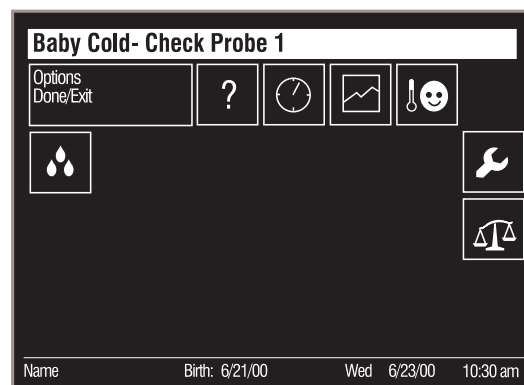 Baby Cold- Check Probe 1
Options
Done/Exit
?
Name Birth: 6/21/00 Wed 6/23/00 10:30 am